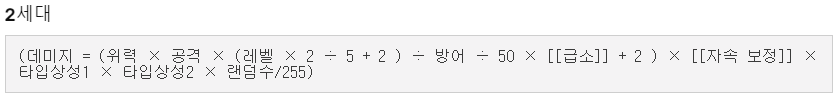 2세대
(데미지 = (위력 × 공격 × (레벨 × 2 ÷ 5 + 2 ) ÷ 방어 ÷ 50 × [[급소]] + 2 ) × [[자속 보정]] ×
타입상성1 × 타입상성2 × 랜덤수/255)